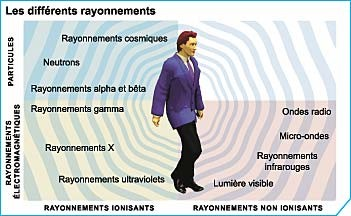 Les différents rayonnements
PARTICULES
Rayonnements cosmiques
Neutrons
Rayonnements alpha et bêta
RAYONNEMENTS
ÉLECTROMAGNÉTIQUES
Rayonnements gamma
Rayonnements X
Rayonnements ultraviolets
Ondes radio
Micro-ondes
Rayonnements
infrarouges
Lumière visible
RAYONNEMENTS IONISANTS
RAYONNEMENTS NON IONISANTS